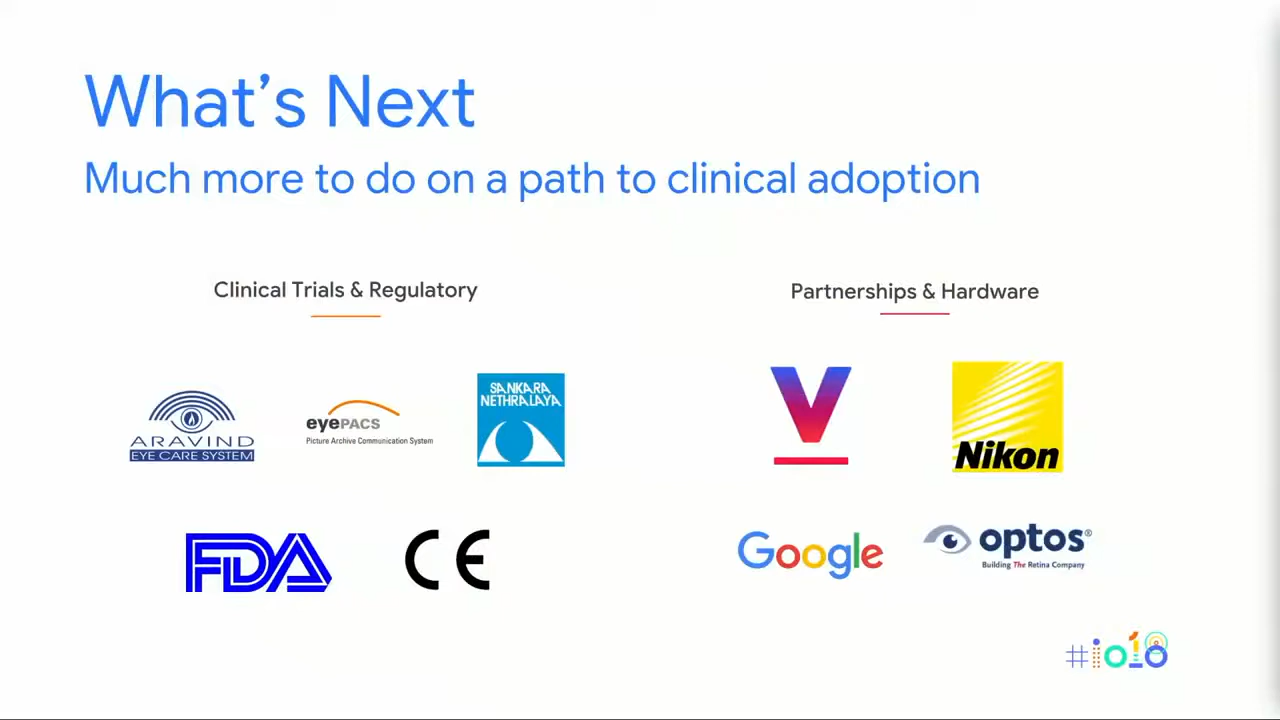 What's Next
Much more to do on a path to clinical adoption
Clinical Trials & Regulatory
Partnerships & Hardware
ARAVIND
EYE CARE SYSTEM
eyePACS
Picture Archive Communication System
SANKARA
NETHRALAYA
V
Nikon
FDA
CE
Google
optos®
Building The Retina Company
#io18